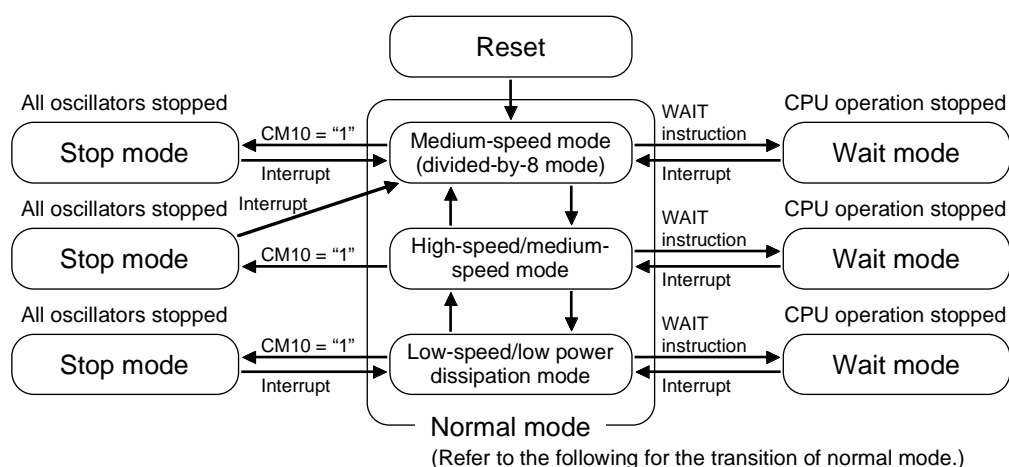 Reset
All oscillators stopped
Stop mode
CM10 = “1”
Interrupt
Medium-speed mode
(divided-by-8 mode)
WAIT
instruction
Interrupt
CPU operation stopped
Wait mode
All oscillators stopped
Interrupt
Stop mode
CM10 = “1”
High-speed/medium-
speed mode
WAIT
instruction
Interrupt
CPU operation stopped
Wait mode
All oscillators stopped
Stop mode
CM10 = “1”
Interrupt
Low-speed/low power
dissipation mode
WAIT
instruction
Interrupt
CPU operation stopped
Wait mode
Normal mode
(Refer to the following for the transition of normal mode.)